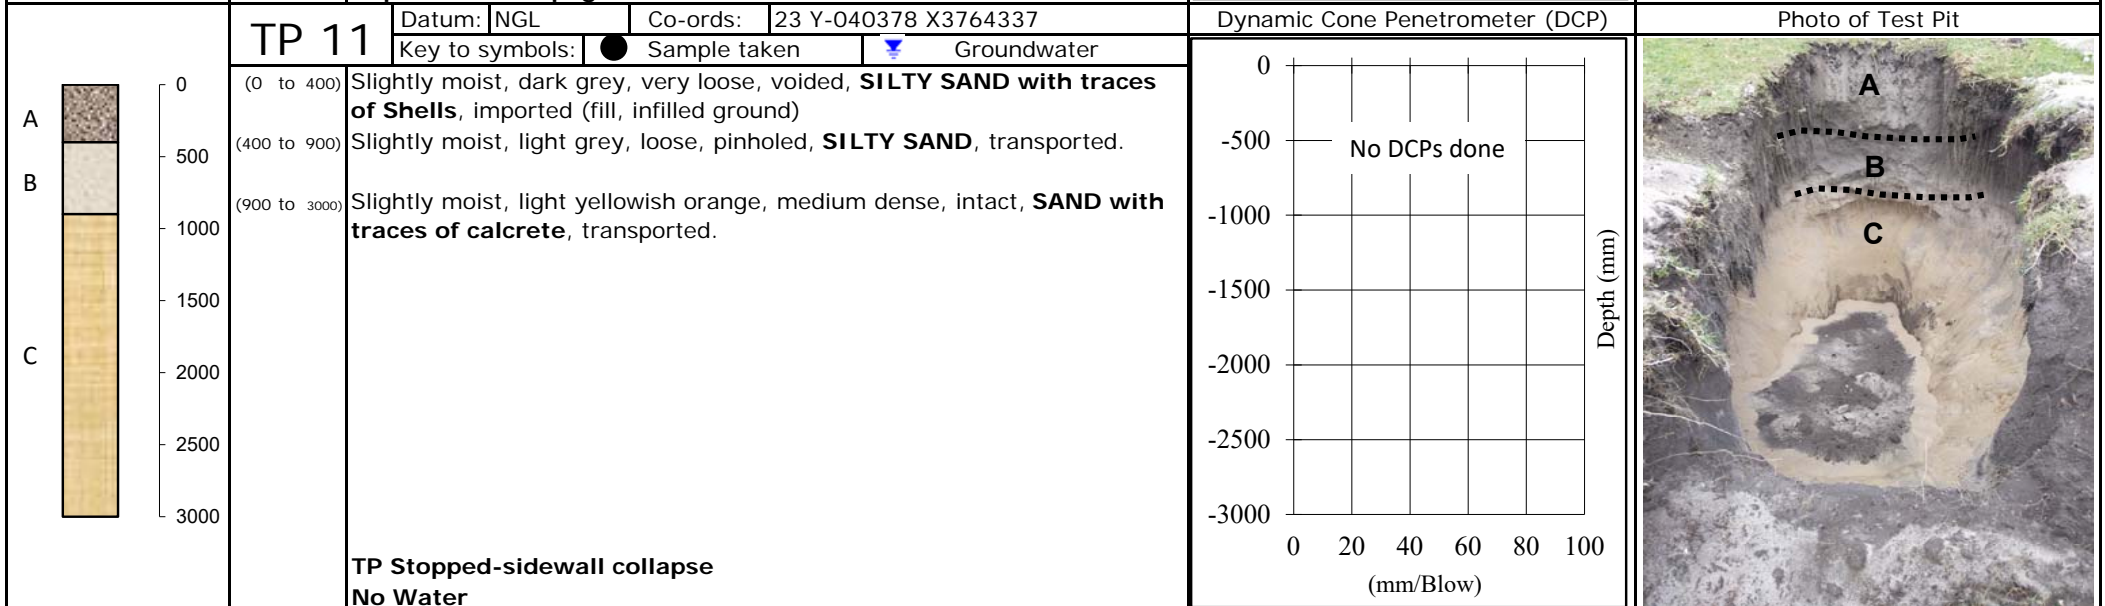 TP 11
Datum: NGL Co-ords: 23 Y-040378 X3764337
Key to symbols: Sample taken Groundwater
Dynamic Cone Penetrometer (DCP)
Photo of Test Pit
A
B
C
0
500
1000
1500
2000
2500
3000
(0 to 400) Slightly moist, dark grey, very loose, voided, SILTY SAND with traces
of Shells, imported (fill, infilled ground)
(400 to 900) Slightly moist, light grey, loose, pinholed, SILTY SAND, transported.
(900 to 3000) Slightly moist, light yellowish orange, medium dense, intact, SAND with
traces of calcrete, transported.
TP Stopped-sidewall collapse
No Water
0
-500
-1000
-1500
-2000
-2500
-3000
No DCPs done
Depth (mm)
0 20 40 60 80 100
(mm/Blow)
A
B
C